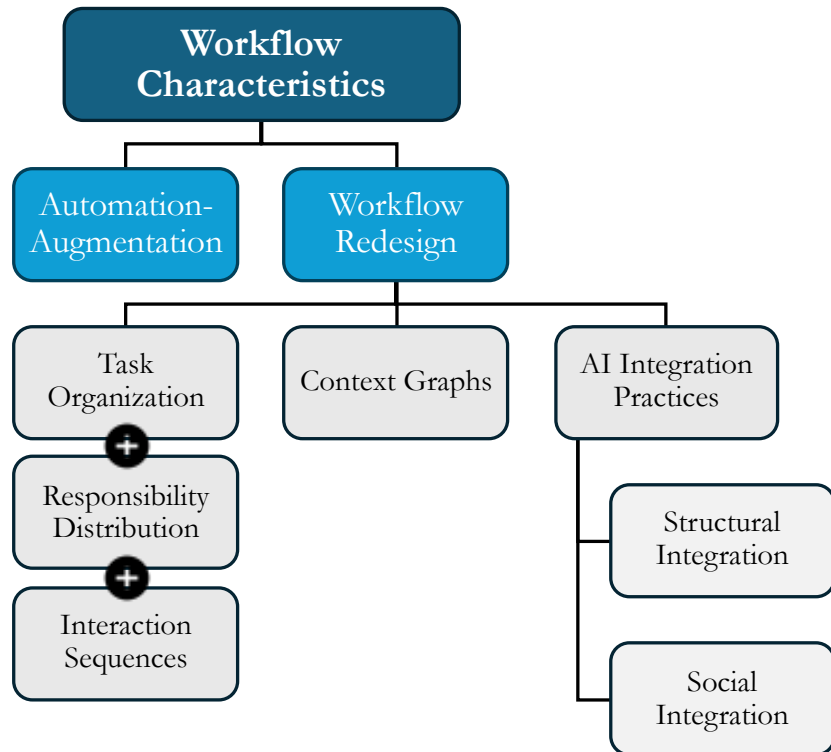 Workflow
Characteristics
Automation-
Augmentation
Workflow
Redesign
Task
Organization
Context Graphs
AI Integration
Practices
Responsibility
Distribution
Structural
Integration
Interaction
Sequences
Social
Integration